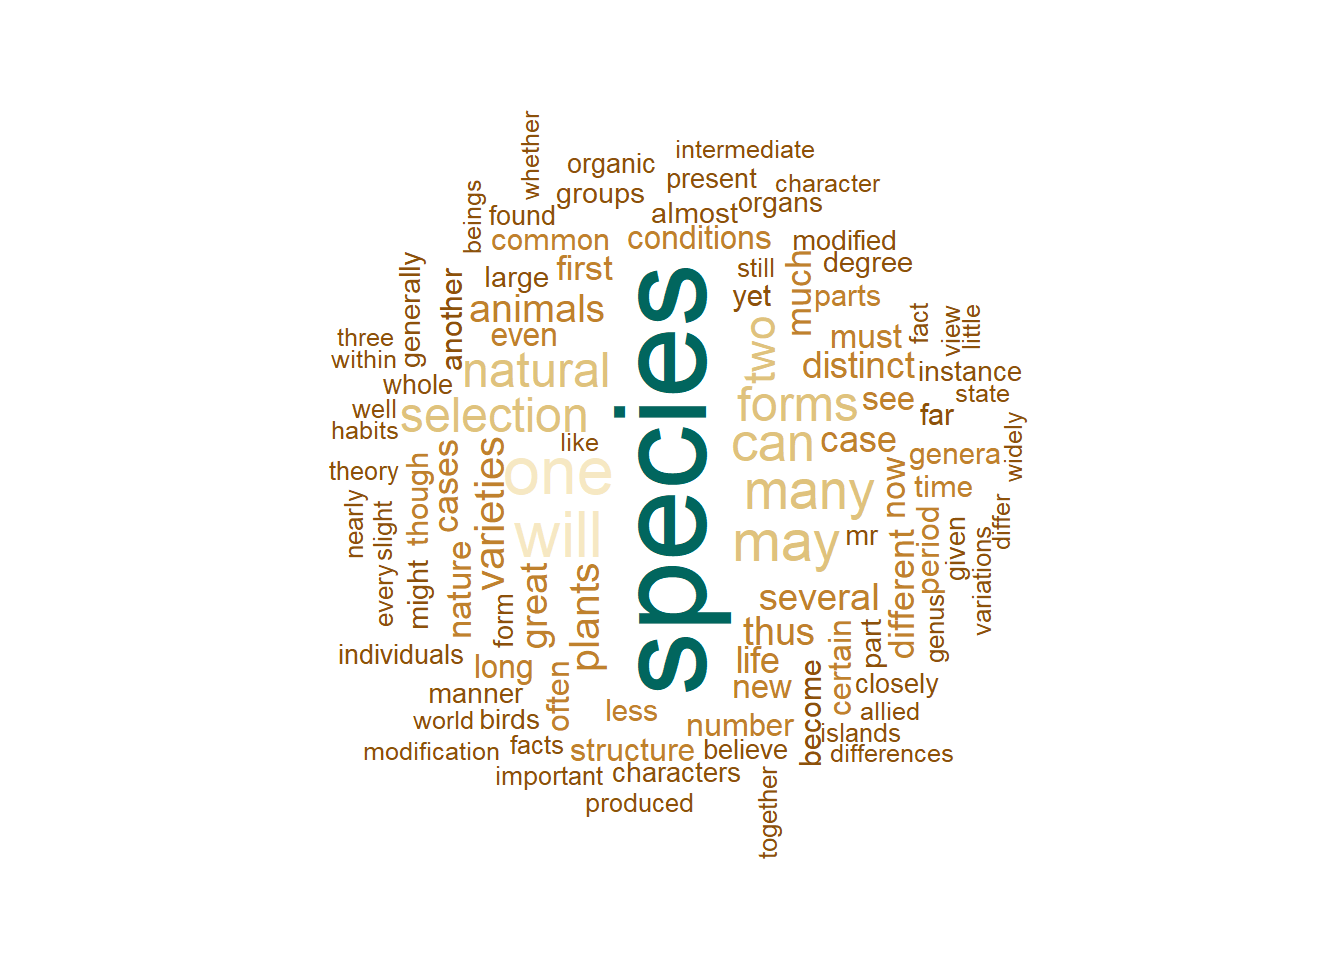 whether
intermediate
organic
present
character
groups
beings
found
almost
organs
common
conditions
modified
generally
another
large
first
still
much
degree
animals
yet
parts
three
even
two
must
fact
view
little
within
natural
species
distinct
instance
whole
forms
see
state
well
selection
far
habits
like
can
case
widely
theory
one
genera
nearly
slight
though
cases
varieties
many
now
time
will
may
mr
different
period
given
differ
every
might
nature
form
great
plants
several
genus
variations
individuals
long
thus
certain
part
life
manner
often
new
become
closely
world
birds
less
number
allied
islands
modification
facts
structure
believe
differences
important
characters
produced
together